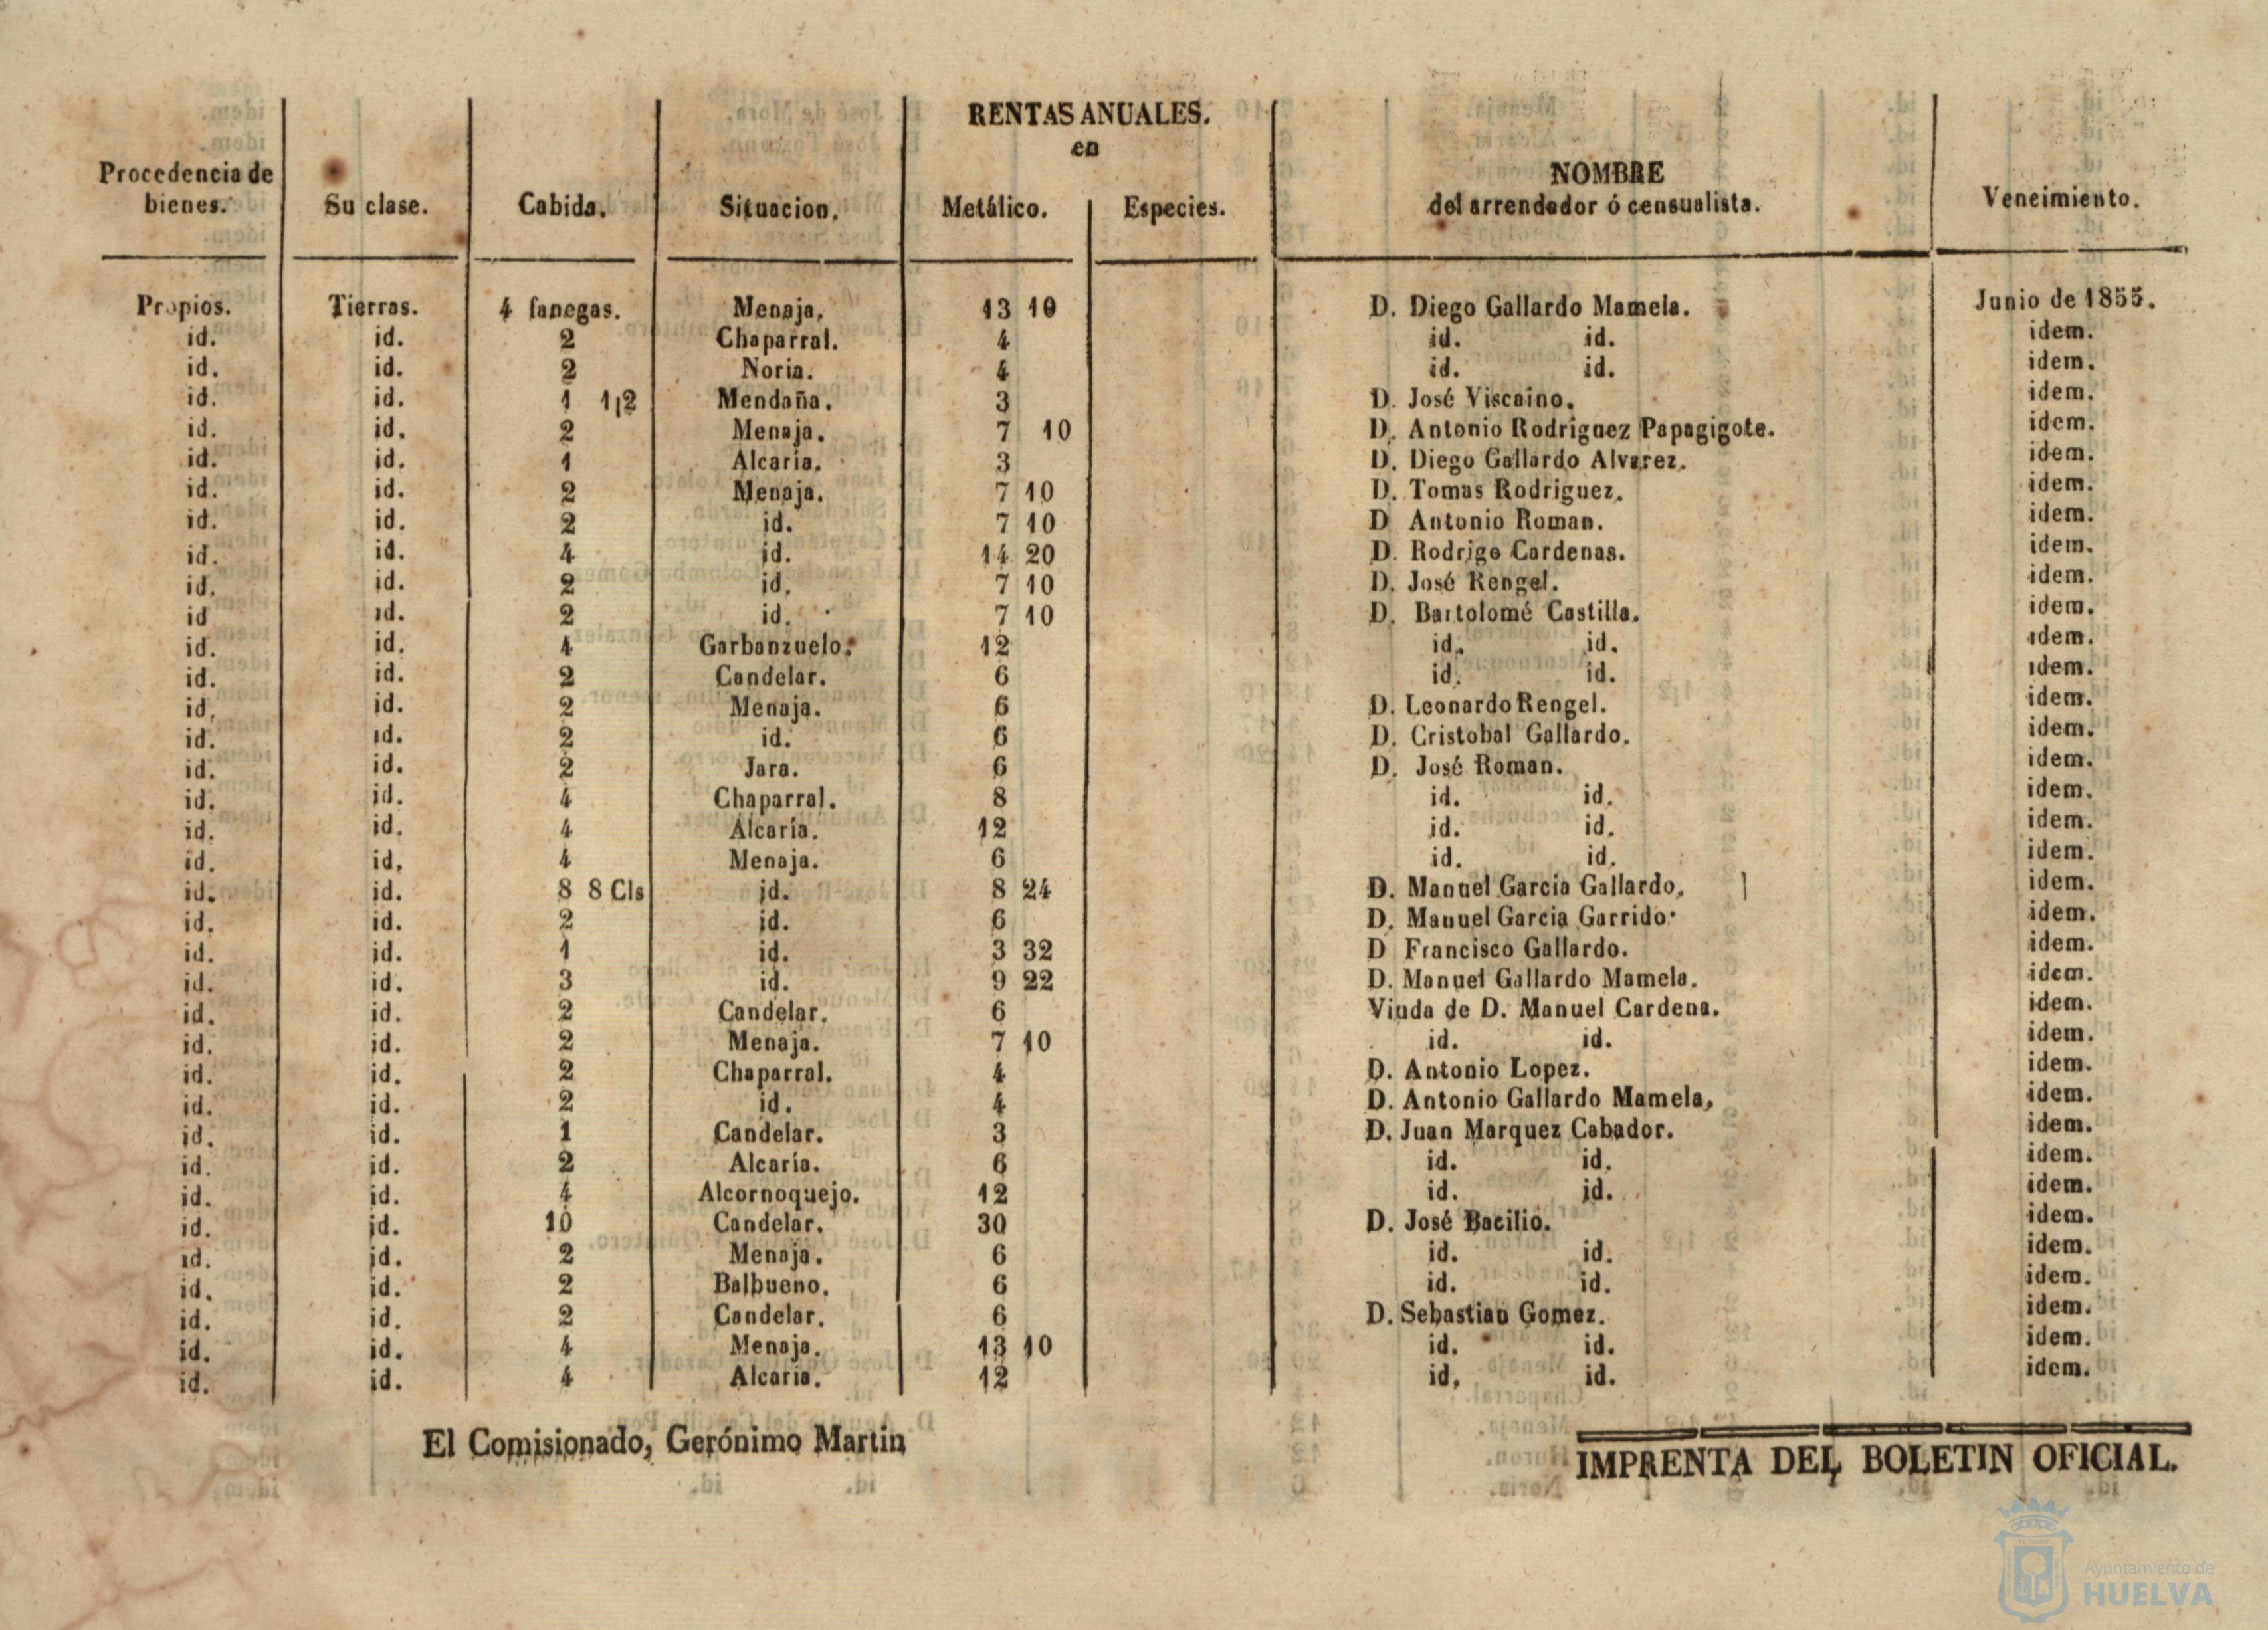 RENTAS ANUALES.
en
Procedencia de bienes. Su clase. Cabida. Situacion. Metálico. Especies. NOMBRE del arrendador ó censualista. Veneimiento.
Propios. Tierras. 4 fanegas. Menaja. 13 10 D. Diego Gallardo Mamela. Junio de 1855.
id. id. 2 Chaparral. 4 id. id. idem.
id. id. 2 Noria. 4 id. id. idem.
id. id. 1 1|2 Mendaña. 3 D. José Viscaino. idem.
id. id. 2 Menaja. 7 10 D. Antonio Rodriguez Papagigote. idem.
id. id. 1 Alcaría. 3 D. Diego Gallardo Alvarez. idem.
id. id. 2 Menaja. 7 10 D. Tomas Rodriguez. idem.
id. id. 2 id. 7 10 D Antonio Roman. idem.
id. id. 4 id. 14 20 D. Rodrigo Cardenas. idem.
id. id. 2 id. 7 10 D. José Rengel. idem.
id id. 2 id. 7 10 D. Bartolomé Castilla. idem.
id. id. 4 Garbanzuelo. 12 id. id. idem.
id. id. 2 Candelar. 6 id. id. idem.
id. id. 2 Menaja. 6 D. Leonardo Rengel. idem.
id. id. 2 id. 6 D. Cristobal Gallardo. idem.
id. id. 2 Jara. 6 D. José Roman. idem.
id. id. 4 Chaparral. 8 id. id. idem.
id. id. 4 Alcaría. 12 id. id. idem.
id. id. 4 Menaja. 6 id. id. idem.
id. id. 8 8 Cls id. 8 24 D. Manuel Garcia Gallardo. idem.
id. id. 2 id. 6 D. Manuel Garcia Garrido. idem.
id. id. 1 id. 3 32 D Francisco Gallardo. idem.
id. id. 3 id. 9 22 D. Manuel Gallardo Mamela. idem.
id. id. 2 Candelar. 6 Viuda de D. Manuel Cardena. idem.
id. id. 2 Menaja. 7 10 id. id. idem.
id. id. 2 Chaparral. 4 D. Antonio Lopez. idem.
id. id. 2 id. 4 D. Antonio Gallardo Mamela, idem.
id. id. 1 Candelar. 3 D. Juan Marquez Cabador. idem.
id. id. 2 Alcaría. 6 id. id. idem.
id. id. 4 Alcornoquejo. 12 id. id. idem.
id. id. 10 Candelar. 30 D. José Bacilio. idem.
id. id. 2 Menaja. 6 id. id. idem.
id. id. 2 Balbueno. 6 id. id. idem.
id. id. 2 Candelar. 6 D. Sebastian Gomez. idem.
id. id. 4 Menaja. 13 10 id. id. idem.
id. id. 4 Alcaria. 12 id, id. idem.
El Comisionado, Gerónimo Martin
IMPRENTA DEL BOLETIN OFICIAL.
Ayuntamiento de
HUELVA